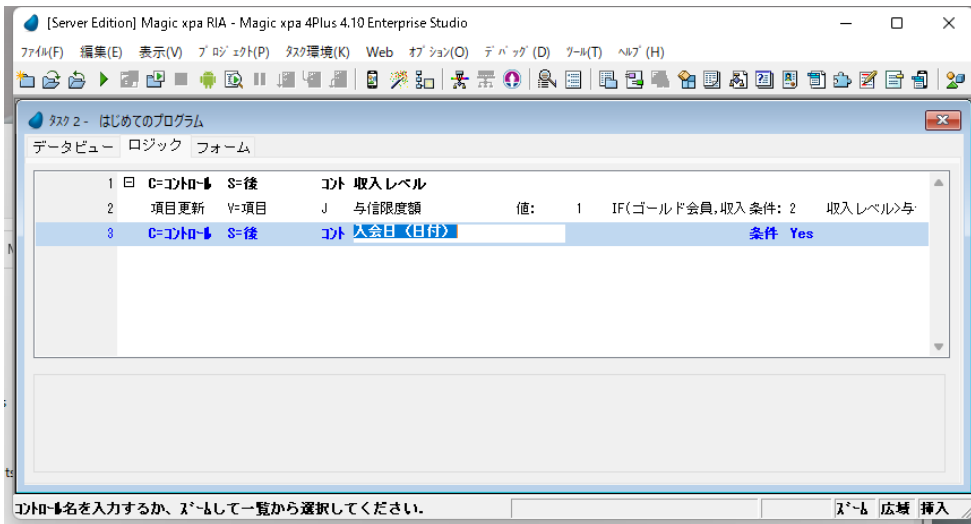 [Server Edition] Magic xpa RIA - Magic xpa 4Plus 4.10 Enterprise Studio
ﾌｧｲﾙ(F) 編集(E) 表示(V) ﾌﾟﾛｼﾞｪｸﾄ(P) ﾀｽｸ環境(K) Web ｵﾌﾟｼｮﾝ(O) ﾃﾞﾊﾞｯｸﾞ(D) ﾂｰﾙ(T) ﾍﾙﾌﾟ(H)
ﾀｽｸ 2 - はじめてのプログラム
データビュー ロジック フォーム
1 C=ｺﾝﾄﾛｰﾙ S=後 ｺﾝﾄ 収入レベル
2 項目更新 V=項目 J 与信限度額 値: 1 IF(ゴールド会員,収入 条件: 2 収入レベル>与
3 C=ｺﾝﾄﾛｰﾙ S=後 ｺﾝﾄ 入会日（日付） 条件 Yes
ｺﾝﾄﾛｰﾙ名を入力するか、ｽﾞｰﾑして一覧から選択してください.
ｽﾞｰﾑ 広域 挿入